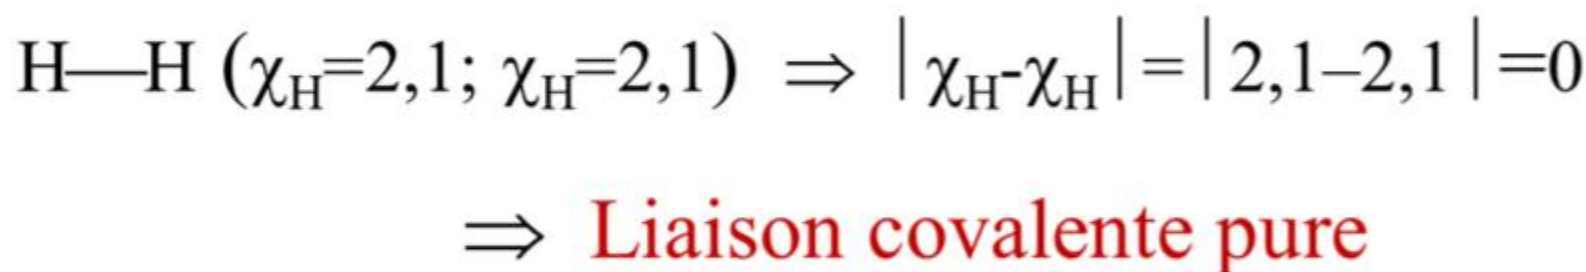 H—H (χH=2,1; χH=2,1) ⇒ |χH-χH|=|2,1–2,1|=0
⇒ Liaison covalente pure